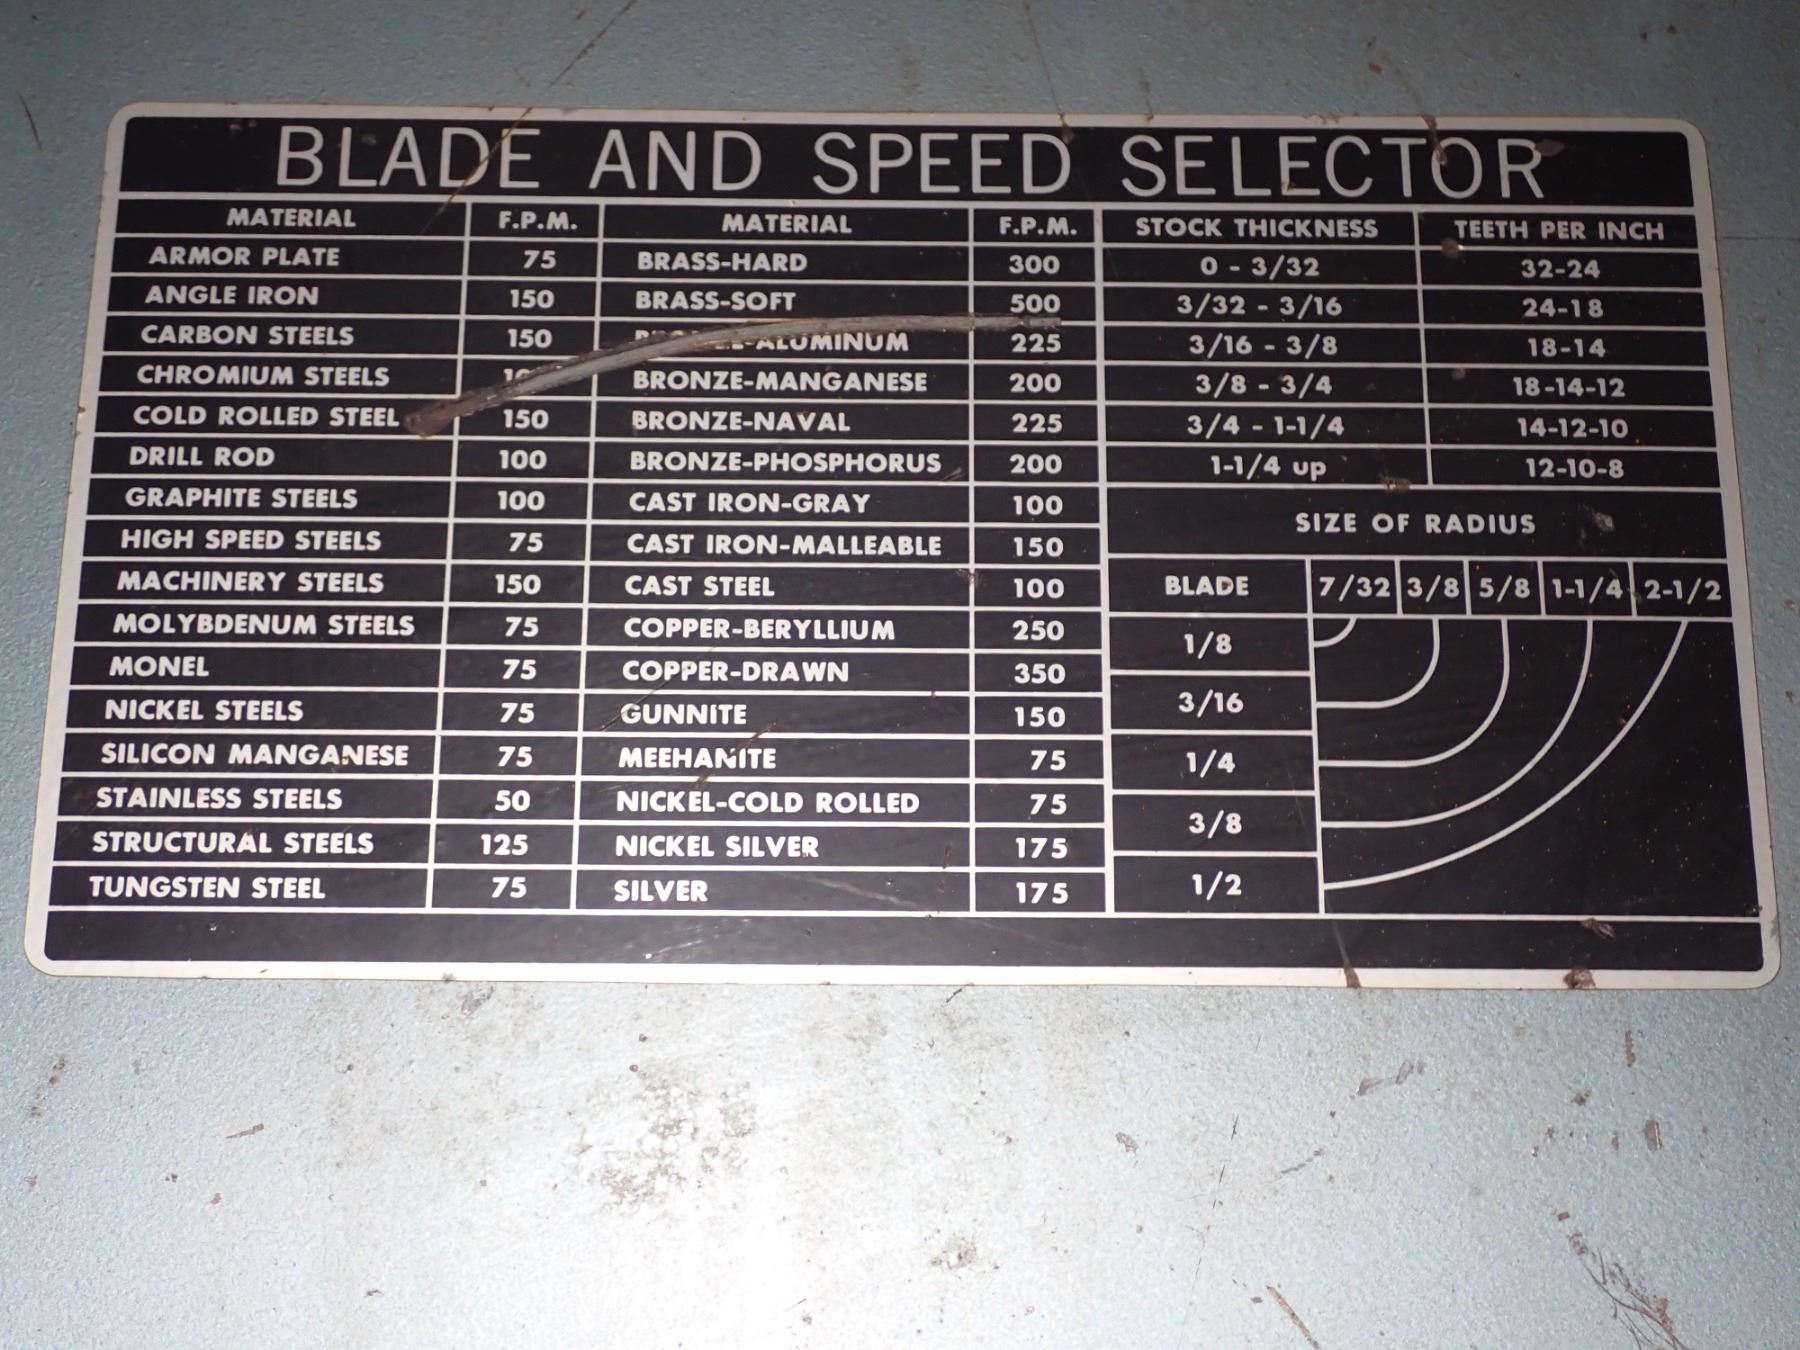 BLADE AND SPEED SELECTOR
MATERIAL F.P.M. MATERIAL F.P.M. STOCK THICKNESS TEETH PER INCH
ARMOR PLATE 75 BRASS-HARD 300 0 - 3/32 32-24
ANGLE IRON 150 BRASS-SOFT 500 3/32 - 3/16 24-18
CARBON STEELS 150 ALUMINUM 225 3/16 - 3/8 18-14
CHROMIUM STEELS BRONZE-MANGANESE 200 3/8 - 3/4 18-14-12
COLD ROLLED STEEL 150 BRONZE-NAVAL 225 3/4 - 1-1/4 14-12-10
DRILL ROD 100 BRONZE-PHOSPHORUS 200 1-1/4 up 12-10-8
GRAPHITE STEELS 100 CAST IRON-GRAY 100 SIZE OF RADIUS
HIGH SPEED STEELS 75 CAST IRON-MALLEABLE 150
MACHINERY STEELS 150 CAST STEEL 100 BLADE 7/32 3/8 5/8 1-1/4 2-1/2
MOLYBDENUM STEELS 75 COPPER-BERYLLIUM 250 1/8
MONEL 75 COPPER-DRAWN 350
NICKEL STEELS 75 GUNNITE 150 3/16
SILICON MANGANESE 75 MEEHANITE 75 1/4
STAINLESS STEELS 50 NICKEL-COLD ROLLED 75 3/8
STRUCTURAL STEELS 125 NICKEL SILVER 175
TUNGSTEN STEEL 75 SILVER 175 1/2